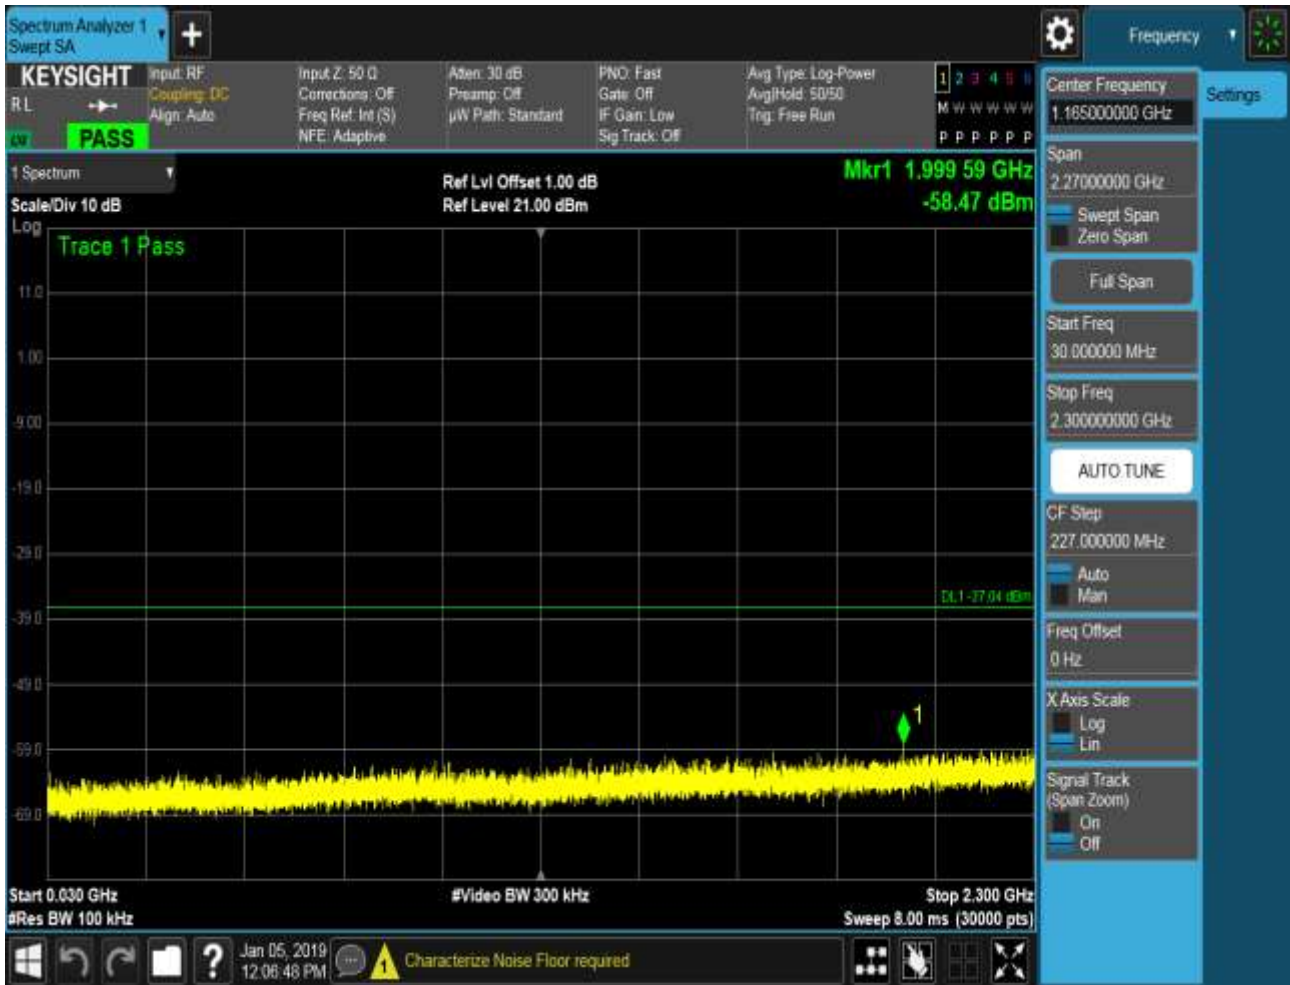 Spectrum Analyzer 1
Swept SA
+
Frequency
KEYSIGHT
RL
PASS
Input: RF
Coupling: DC
Align: Auto
Input Z: 50 Ω
Corrections: Off
Freq Ref: Int (S)
NFE: Adaptive
Atten: 30 dB
Preamp: Off
µW Path: Standard
PNO: Fast
Gate: Off
IF Gain: Low
Sig Track: Off
Avg Type: Log-Power
Avg|Hold: 50/50
Trig: Free Run
1 2 3 4 5 6
M W W W W W
P P P P P P
1 Spectrum
Scale/Div 10 dB
Ref Lvl Offset 1.00 dB
Ref Level 21.00 dBm
Mkr1 1.999 59 GHz
-58.47 dBm
Log
Trace 1 Pass
11.0
1.00
-9.00
-19.0
-29.0
DL1 -37.04 dBm
-39.0
-49.0
1
-59.0
-69.0
Start 0.030 GHz
#Video BW 300 kHz
Stop 2.300 GHz
#Res BW 100 kHz
Sweep 8.00 ms (30000 pts)
?
Jan 05, 2019
12:06:48 PM
1
Characterize Noise Floor required
Center Frequency
1.165000000 GHz
Settings
Span
2.27000000 GHz
Swept Span
Zero Span
Full Span
Start Freq
30.000000 MHz
Stop Freq
2.300000000 GHz
AUTO TUNE
CF Step
227.000000 MHz
Auto
Man
Freq Offset
0 Hz
X Axis Scale
Log
Lin
Signal Track
(Span Zoom)
On
Off